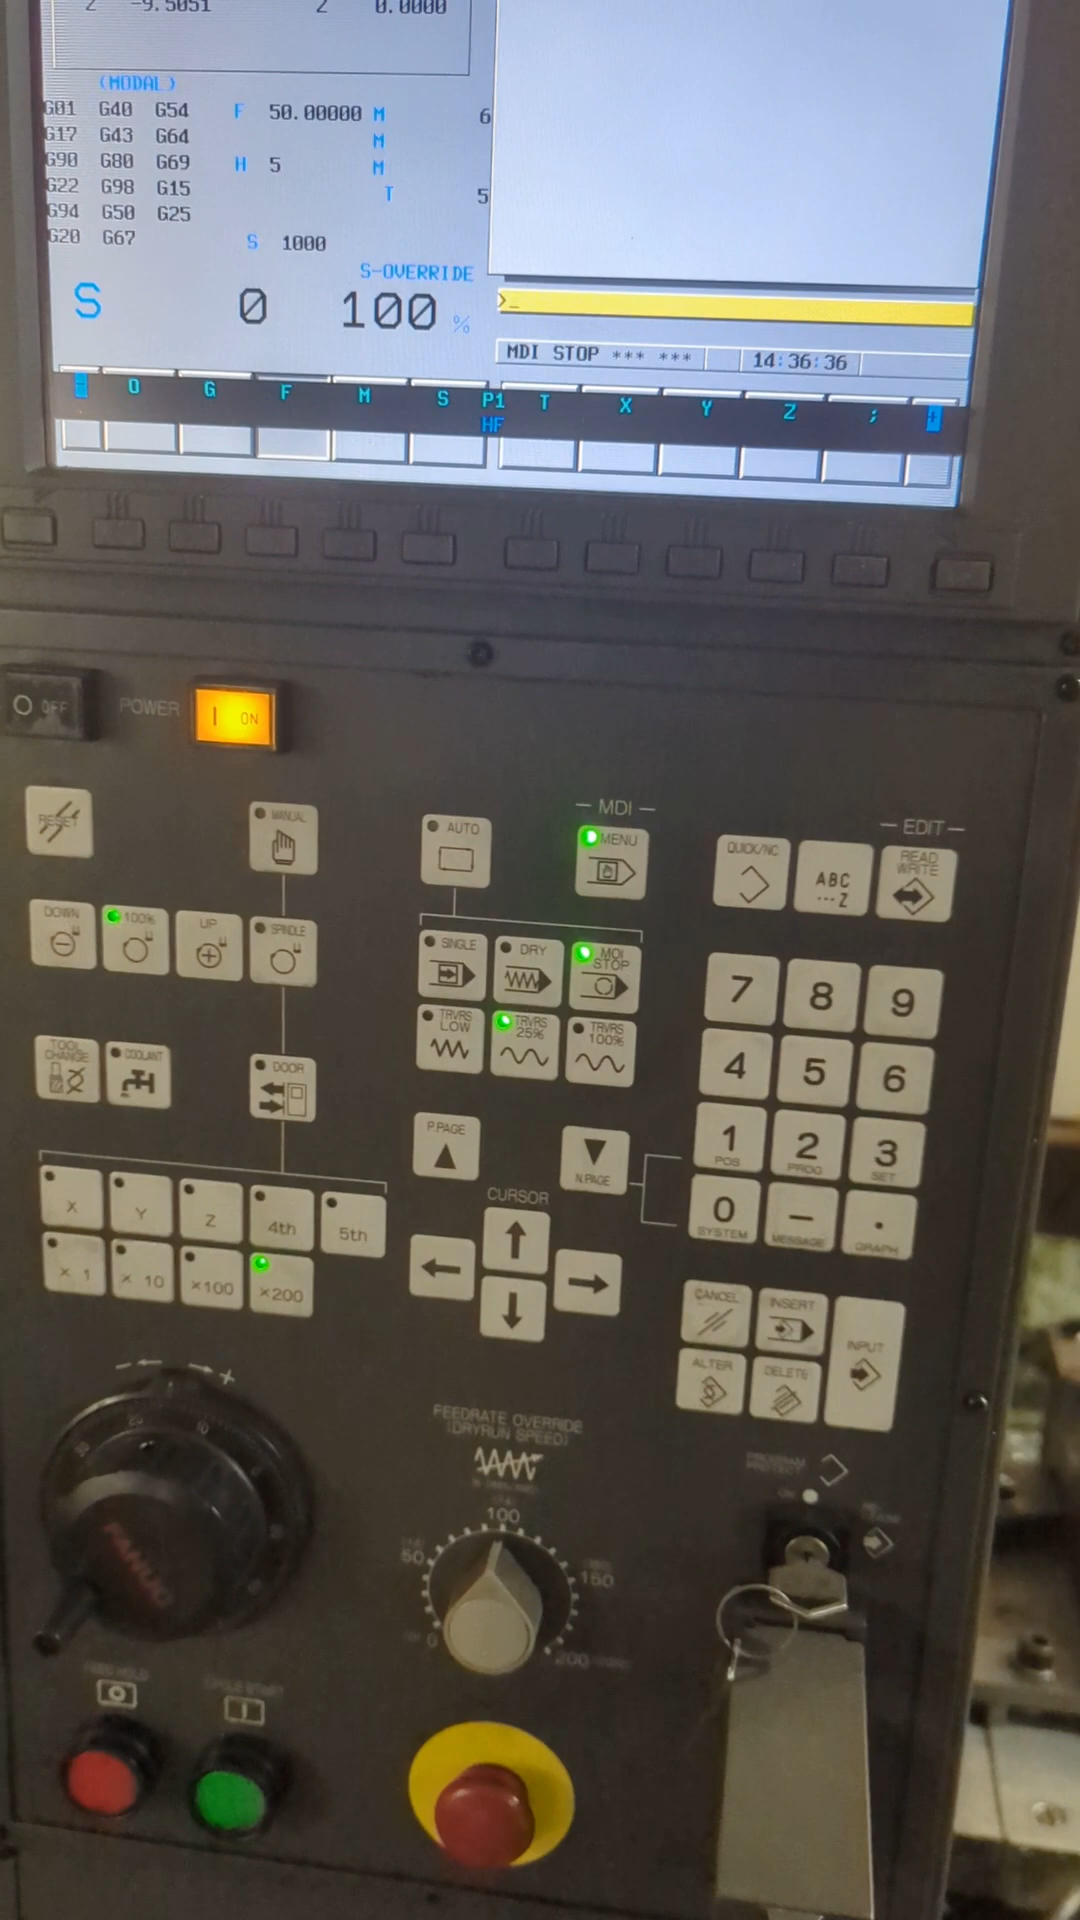 Z -9.5051 Z 0.0000
(MODAL)
G01 G40 G54 F 50.00000 M 6
G17 G43 G64 M
G90 G80 G69 H 5 M
G22 G98 G15 T 5
G94 G50 G25
G20 G67 S 1000
S-OVERRIDE
S 0 100 %
>_
MDI STOP *** *** 14:36:36
- O G F M S P1 T X Y Z ; +
HF
O OFF POWER I ON
RESET
MANUAL
AUTO
- MDI -
MENU
- EDIT -
QUICK/NC
ABC
...Z
READ
WRITE
DOWN
100%
UP
SPINDLE
SINGLE
DRY
MDI
STOP
7 8 9
TRVRS
LOW
TRVRS
25%
TRVRS
100%
4 5 6
TOOL
CHANGE
COOLANT
DOOR
P.PAGE
N.PAGE
1 POS
2 PROG
3 SET
CURSOR
0 SYSTEM
- MESSAGE
. GRAPH
X Y Z 4th 5th
×1 ×10 ×100 ×200
CANCEL
INSERT
INPUT
ALTER
DELETE
- +
20 10
FANUC
FEEDRATE OVERRIDE
(DRYRUN SPEED)
100
50
150
0
200
PROGRAM
PROTECT
FEED HOLD
CYCLE START